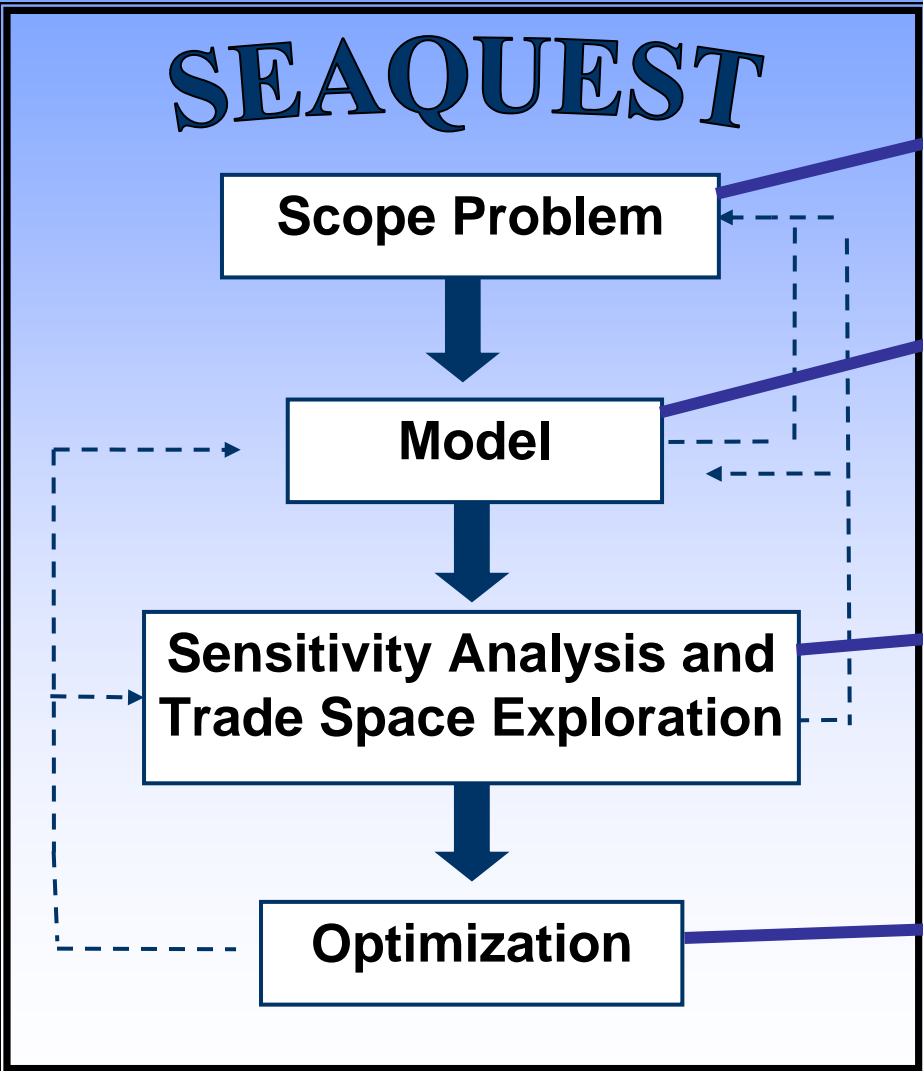 SEAQUEST
Scope Problem
Model
Sensitivity Analysis and
Trade Space Exploration
Optimization